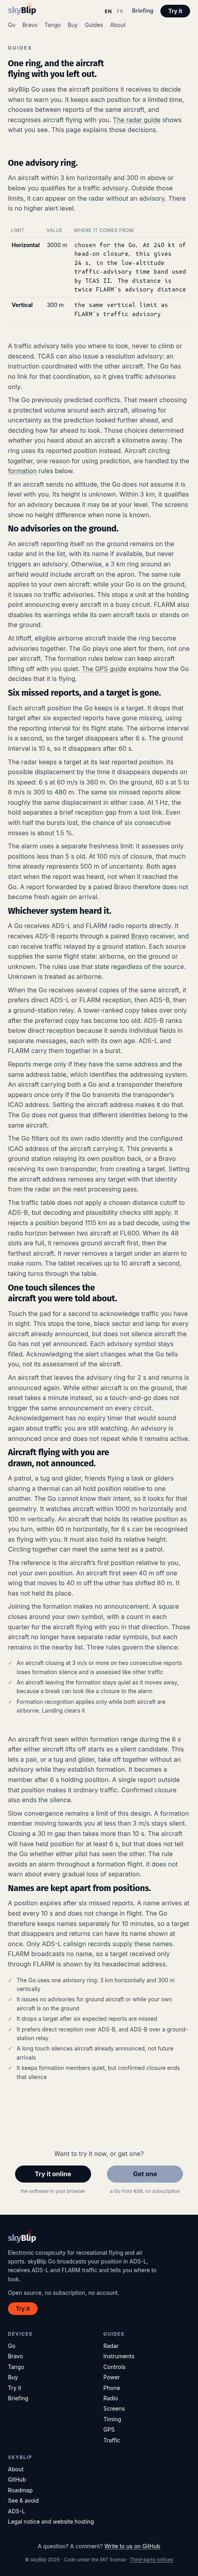 skyBlip
EN FR Briefing Try it
Go Bravo Tango Buy Guides About
GUIDES
One ring, and the aircraft
flying with you left out.
skyBlip Go uses the aircraft it receives to decide
when to warn you. It keeps each position for a limited
time, combines reports of the same aircraft, and
recognises aircraft flying with you. The radar guide shows
what you see. This page explains those decisions.
One advisory ring.
An aircraft within 3 km horizontally and 300 m above or
below you qualifies for a traffic advisory. Outside those
limits, it can appear on the radar without an advisory. There
is no higher alert level.
LIMIT VALUE WHERE IT COMES FROM
Horizontal 3000 m chosen for the Go. At 240 kt of
head-on closure, this gives
24 s, in the low-altitude
traffic-advisory time band used
by TCAS II. The distance is
twice FLARM's advisory distance
Vertical 300 m the same vertical limit as
FLARM's traffic advisory
A traffic advisory tells you where to look, never to climb or
descend. TCAS can also issue a resolution advisory: an
instruction coordinated with the other aircraft. The Go has
no link for that coordination, so it gives traffic advisories
only.
The Go previously predicted conflicts. That meant choosing
a protected volume around each aircraft, allowing for
uncertainty as the prediction looked further ahead, and
deciding how far ahead to look. Those choices determined
whether you heard about an aircraft a kilometre away. The
ring uses its reported position instead. Aircraft circling
together, one reason for using prediction, are handled by the
formation rules below.
If an aircraft sends no altitude, the Go does not assume it is
level with you. Its height is unknown. Within 3 km, it qualifies
for an advisory because it may be at your level. The screens
show no height difference when none is known.
No advisories on the ground.
An aircraft reporting itself on the ground remains on the
radar and in the list, with its name if available, but never
triggers an advisory. Otherwise, a 3 km ring around an
airfield would include aircraft on the apron. The same rule
applies to your own aircraft: while your Go is on the ground,
it issues no traffic advisories. This stops a unit at the holding
point announcing every aircraft in a busy circuit. FLARM also
disables its warnings while its own aircraft taxis or stands on
the ground.
At liftoff, eligible airborne aircraft inside the ring become
advisories together. The Go plays one alert for them, not one
per aircraft. The formation rules below can keep aircraft
lifting off with you quiet. The GPS guide explains how the Go
decides that it is flying.
Six missed reports, and a target is gone.
Each aircraft position the Go keeps is a target. It drops that
target after six expected reports have gone missing, not
after a fixed time, so its flight state matters. The airborne interval
is one a second, so the target disappears after 6 s. The ground
interval is 10 s, so it disappears after 60 s.
The radar keeps a target at its last reported position. Its
possible displacement by the time it disappears depends on
its speed: 6 s at 60 m/s is 360 m. On the ground, 60 s at 5 to
8 m/s is 300 to 480 m. The same six missed reports allow
roughly the same displacement in either case. At 1 Hz, they
hold separates a brief reception gap from a lost link. Even
with half the bursts lost, the chance of six consecutive
misses is about 1.5 %.
The alarm uses a separate freshness limit: it assesses only
positions less than 5 s old. At 100 m/s of closure, that much
time already represents 500 m of uncertainty. Both ages
start when the report was heard, not when it reached the
Go. A report forwarded by a paired Bravo therefore does not
become fresh again on arrival.
Whichever system heard it.
A Go receives ADS-L and FLARM radio reports directly. It
receives ADS-B reports through a paired Bravo receiver, and
can receive traffic relayed by a ground station. Each source
supplies the same flight state: airborne, on the ground or
unknown. The rules use that state regardless of the source.
Unknown is treated as airborne.
When the Go receives several copies of the same aircraft, it
prefers direct ADS-L or FLARM reception, then ADS-B, then
a ground-station relay. A lower-ranked copy takes over only
after the preferred copy has become too old. ADS-B ranks
below direct reception because it sends individual fields in
separate messages, each with its own age. ADS-L and
FLARM carry them together in a burst.
Reports merge only if they have the same address and the
same address table, which identifies the addressing system.
An aircraft carrying both a Go and a transponder therefore
appears once only if the Go transmits the transponder's
ICAO address. Setting the aircraft address makes it do that.
The Go does not guess that different identities belong to the
same aircraft.
The Go filters out its own radio identity and the configured
ICAO address of the aircraft carrying it. This prevents a
ground station relaying its own position back, or a Bravo
receiving its own transponder, from creating a target. Setting
the aircraft address removes any target with that identity
from the radar on the next processing pass.
The traffic table does not apply a chosen distance cutoff to
ADS-B, but decoding and plausibility checks still apply. It
rejects a position beyond 1115 km as a bad decode, using the
radio horizon between two aircraft at FL600. When its 48
slots are full, it removes ground aircraft first, then the
farthest aircraft. It never removes a target under an alarm to
make room. The tablet receives up to 10 aircraft a second,
taking turns through the table.
One touch silences the
aircraft you were told about.
Touch the pad for a second to acknowledge traffic you have
in sight. This stops the tone, black sector and lamp for every
aircraft already announced, but does not silence aircraft the
Go has not yet announced. Each aircraft symbol stays
filled. Acknowledging the alert changes what the Go tells
you, not its assessment of the aircraft.
An aircraft that leaves the advisory ring for 2 s and returns is
announced again. While either aircraft is on the ground, that
reset takes a minute instead, so a touch-and-go does not
trigger the same announcement on every circuit.
Acknowledgement has no expiry timer that would sound
again about traffic you are still watching. An advisory is
announced once and does not repeat while it remains active.
Aircraft flying with you are
drawn, not announced.
A patrol, a tug and glider, friends flying a task or gliders
sharing a thermal can all hold position relative to one
another. The Go cannot know their intent, so it looks for that
geometry. It watches aircraft within 1000 m horizontally and
100 m vertically. An aircraft that holds its relative position as
you turn, within 60 m horizontally, for 6 s can be recognised
as flying with you. It must also hold its relative height.
Circling together can meet the same test as a patrol.
The reference is the aircraft's first position relative to you,
not your own position. An aircraft first seen 40 m off one
wing that moves to 40 m off the other has shifted 80 m. It
has not held its place.
Joining the formation makes no announcement. A square
closes around your own symbol, and its dot is counted in each
quarter for the aircraft flying with you in that direction. Those
aircraft no longer have separate radar symbols, but each
remains in the nearby list. Three rules govern the silence:
✓ An aircraft closing at 3 m/s or more on two consecutive reports
loses formation silence and is assessed like other traffic
✓ An aircraft leaving the formation stays quiet as it moves away,
because a break can look like a closure to the alarm
✓ Formation recognition applies only while both aircraft are
airborne. Landing clears it
An aircraft first seen within formation range during the 6 s
after either aircraft lifts off starts as a silent candidate. This
lets a pair, or a tug and glider, take off together without an
advisory while they establish formation. It becomes a
member after 6 s holding position. A single report outside
that position makes it ordinary traffic. Confirmed closure
also ends the silence.
Slow convergence remains a limit of this design. A formation
member moving towards you at less than 3 m/s stays silent.
Closing a 30 m gap then takes more than 10 s. The aircraft
will have held position for at least 6 s, but that does not tell
the Go whether either pilot has seen the other. The rule
avoids an alarm throughout a formation flight. It does not
warn about every gradual loss of separation.
Names are kept apart from positions.
A position expires after six missed reports. A name arrives at
best every 10 s and does not change in flight. The Go
therefore keeps names separately for 10 minutes, so a target
that disappears and returns can have its name shown at
once. Only ADS-L callsign records supply these names.
FLARM broadcasts no name, so a target received only
through FLARM is shown by its hexadecimal address.
✓ The Go uses one advisory ring: 3 km horizontally and 300 m
vertically
✓ It issues no advisories for ground aircraft or while your own
aircraft is on the ground
✓ It drops a target after six expected reports are missed
✓ It prefers direct reception over ADS-B, and ADS-B over a ground-
station relay
✓ A long touch silences aircraft already announced, not future
arrivals
✓ It keeps formation members quiet, but confirmed closure ends
that silence
Want to try it now, or get one?
Try it online Get one
the software in your browser a Go from €68, no subscription
skyBlip
Electronic conspicuity for recreational flying and air
sports. skyBlip Go broadcasts your position in ADS-L,
receives ADS-L and FLARM traffic and tells you where to
look.
Open source, no subscription, no account.
Try it
DEVICES
Go
Bravo
Tango
Buy
Try it
Briefing
GUIDES
Radar
Instruments
Controls
Power
Phone
Radio
Screens
Timing
GPS
Traffic
SKYBLIP
About
GitHub
Roadmap
See & avoid
ADS-L
Legal notice and website hosting
A question? A comment? Write to us on GitHub
© skyBlip 2026 · Code under the MIT license · Third-party notices